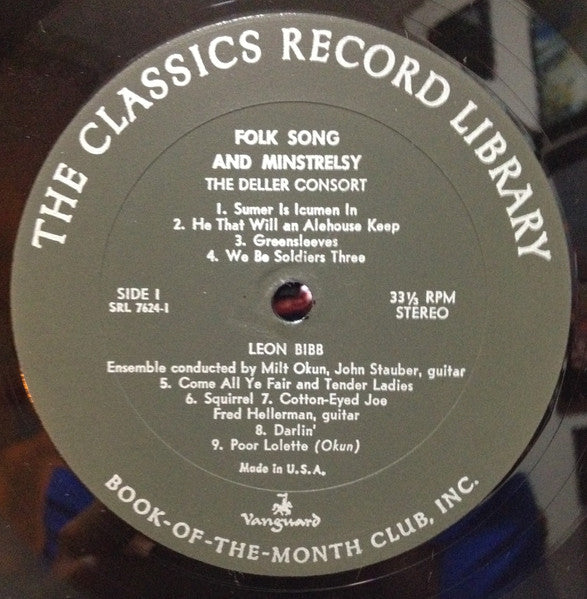 THE CLASSICS RECORD LIBRARY
FOLK SONG
AND MINSTRELSY
THE DELLER CONSORT
1. Sumer Is Icumen In
2. He That Will an Alehouse Keep
3. Greensleeves
4. We Be Soldiers Three
SIDE 1
SRL 7624-1
33⅓ RPM
STEREO
LEON BIBB
Ensemble conducted by Milt Okun, John Stauber, guitar
5. Come All Ye Fair and Tender Ladies
6. Squirrel 7. Cotton-Eyed Joe
Fred Hellerman, guitar
8. Darlin'
9. Poor Lolette (Okun)
Made in U.S.A.
Vanguard
BOOK-OF-THE-MONTH CLUB, INC.